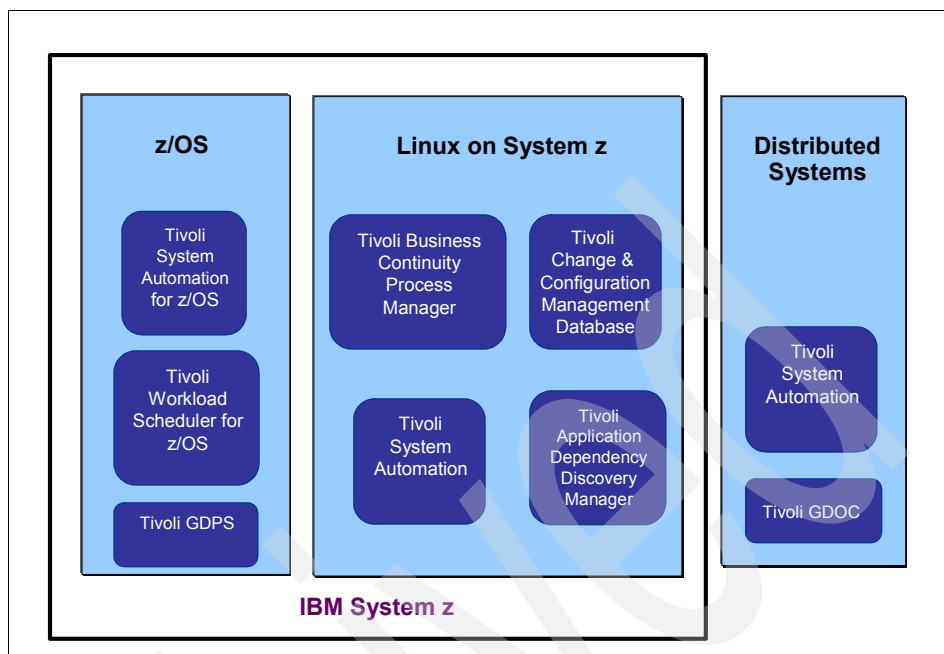 z/OS
Tivoli
System
Automation
for z/OS
Tivoli
Workload
Scheduler for
z/OS
Tivoli GDPS
Linux on System z
Tivoli Business
Continuity
Process
Manager
Tivoli
Change &
Configuration
Management
Database
Tivoli
System
Automation
Tivoli
Application
Dependency
Discovery
Manager
Distributed
Systems
Tivoli
System
Automation
Tivoli GDOC
IBM System z